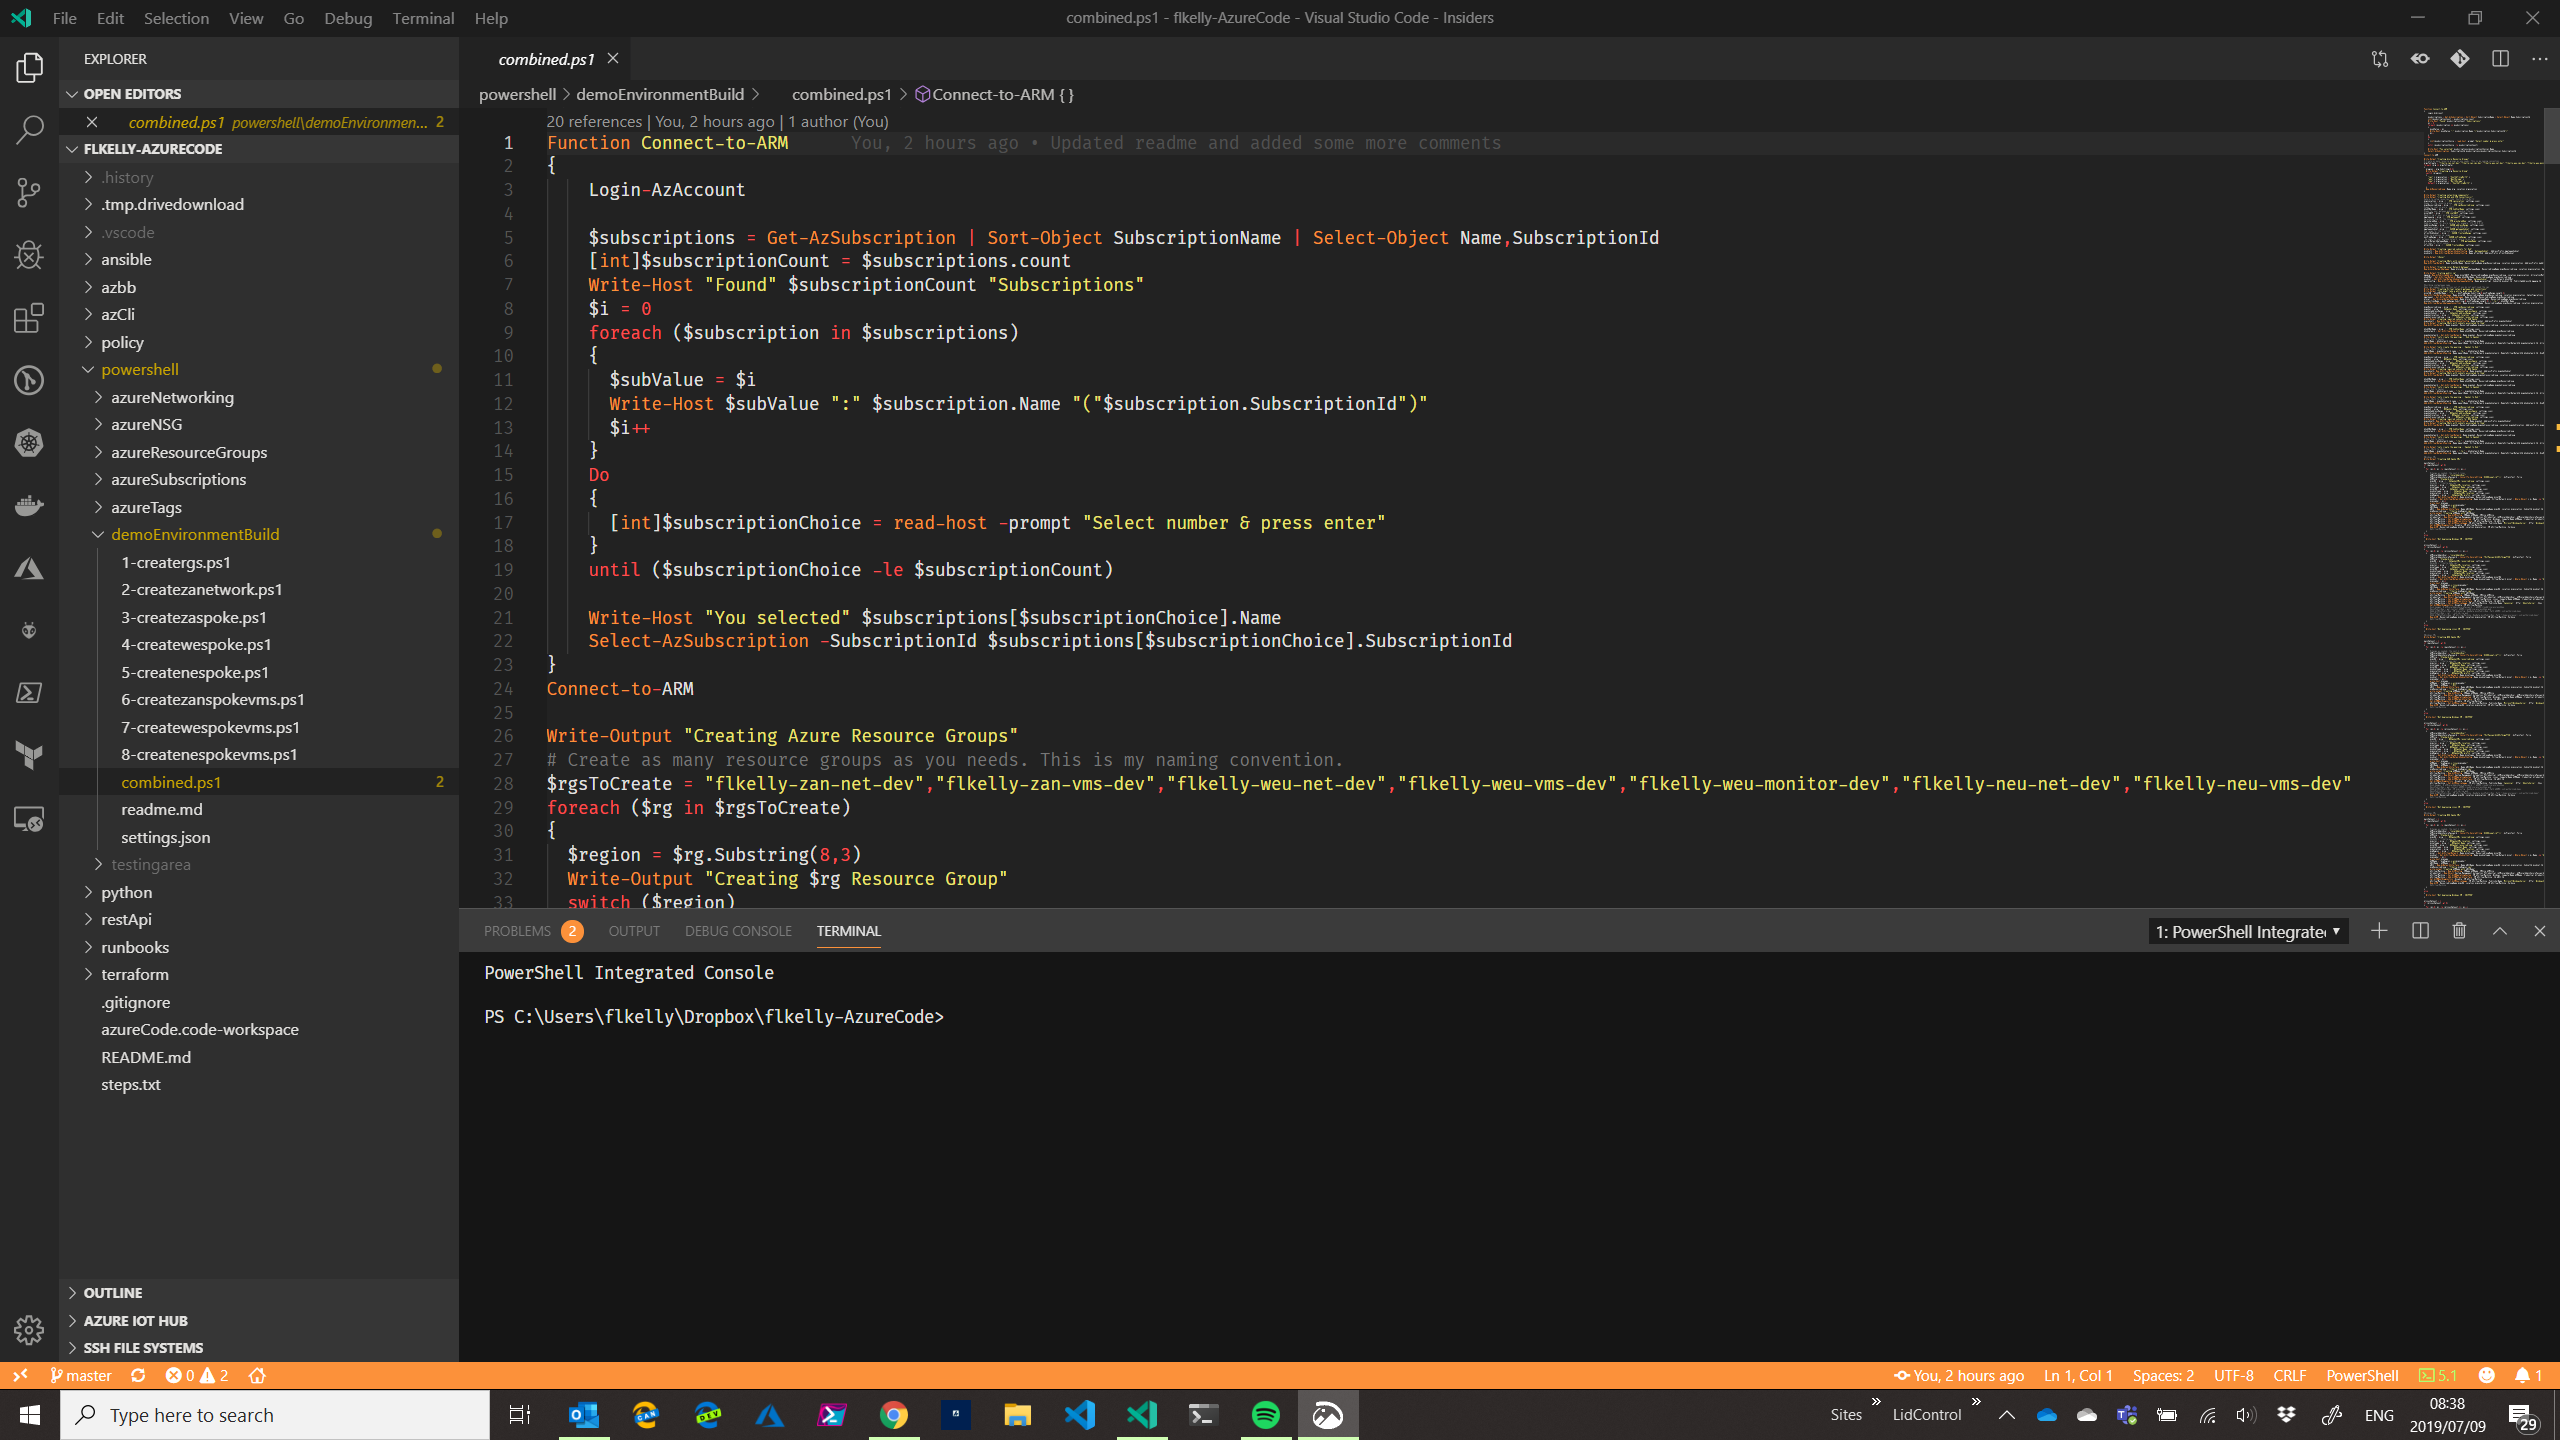 File Edit Selection View Go Debug Terminal Help
combined.ps1 - flkelly-AzureCode - Visual Studio Code - Insiders
EXPLORER
OPEN EDITORS
combined.ps1 powershell\demoEnvironmen... 2
FLKELLY-AZURECODE
.history
.tmp.drivedownload
.vscode
ansible
azbb
azCli
policy
powershell
azureNetworking
azureNSG
azureResourceGroups
azureSubscriptions
azureTags
demoEnvironmentBuild
1-creatergs.ps1
2-createzanetwork.ps1
3-createzaspoke.ps1
4-createwespoke.ps1
5-createnespoke.ps1
6-createzanspokevms.ps1
7-createwespokevms.ps1
8-createnespokevms.ps1
combined.ps1 2
readme.md
settings.json
testingarea
python
restApi
runbooks
terraform
.gitignore
azureCode.code-workspace
README.md
steps.txt
OUTLINE
AZURE IOT HUB
SSH FILE SYSTEMS
combined.ps1
powershell > demoEnvironmentBuild > combined.ps1 > Connect-to-ARM { }
20 references | You, 2 hours ago | 1 author (You)
1 Function Connect-to-ARM You, 2 hours ago • Updated readme and added some more comments
2 {
3 Login-AzAccount
4
5 $subscriptions = Get-AzSubscription | Sort-Object SubscriptionName | Select-Object Name,SubscriptionId
6 [int]$subscriptionCount = $subscriptions.count
7 Write-Host "Found" $subscriptionCount "Subscriptions"
8 $i = 0
9 foreach ($subscription in $subscriptions)
10 {
11 $subValue = $i
12 Write-Host $subValue ":" $subscription.Name "("$subscription.SubscriptionId")"
13 $i++
14 }
15 Do
16 {
17 [int]$subscriptionChoice = read-host -prompt "Select number & press enter"
18 }
19 until ($subscriptionChoice -le $subscriptionCount)
20
21 Write-Host "You selected" $subscriptions[$subscriptionChoice].Name
22 Select-AzSubscription -SubscriptionId $subscriptions[$subscriptionChoice].SubscriptionId
23 }
24 Connect-to-ARM
25
26 Write-Output "Creating Azure Resource Groups"
27 # Create as many resource groups as you needs. This is my naming convention.
28 $rgsToCreate = "flkelly-zan-net-dev","flkelly-zan-vms-dev","flkelly-weu-net-dev","flkelly-weu-vms-dev","flkelly-weu-monitor-dev","flkelly-neu-net-dev","flkelly-neu-vms-dev"
29 foreach ($rg in $rgsToCreate)
30 {
31 $region = $rg.Substring(8,3)
32 Write-Output "Creating $rg Resource Group"
33 switch ($region)
PROBLEMS 2 OUTPUT DEBUG CONSOLE TERMINAL
1: PowerShell Integrate
PowerShell Integrated Console
PS C:\Users\flkelly\Dropbox\flkelly-AzureCode>
master 0 2
You, 2 hours ago Ln 1, Col 1 Spaces: 2 UTF-8 CRLF PowerShell 5.1 1
Type here to search
CAN
DEV
Sites » LidControl » ENG
08:38
2019/07/09
29